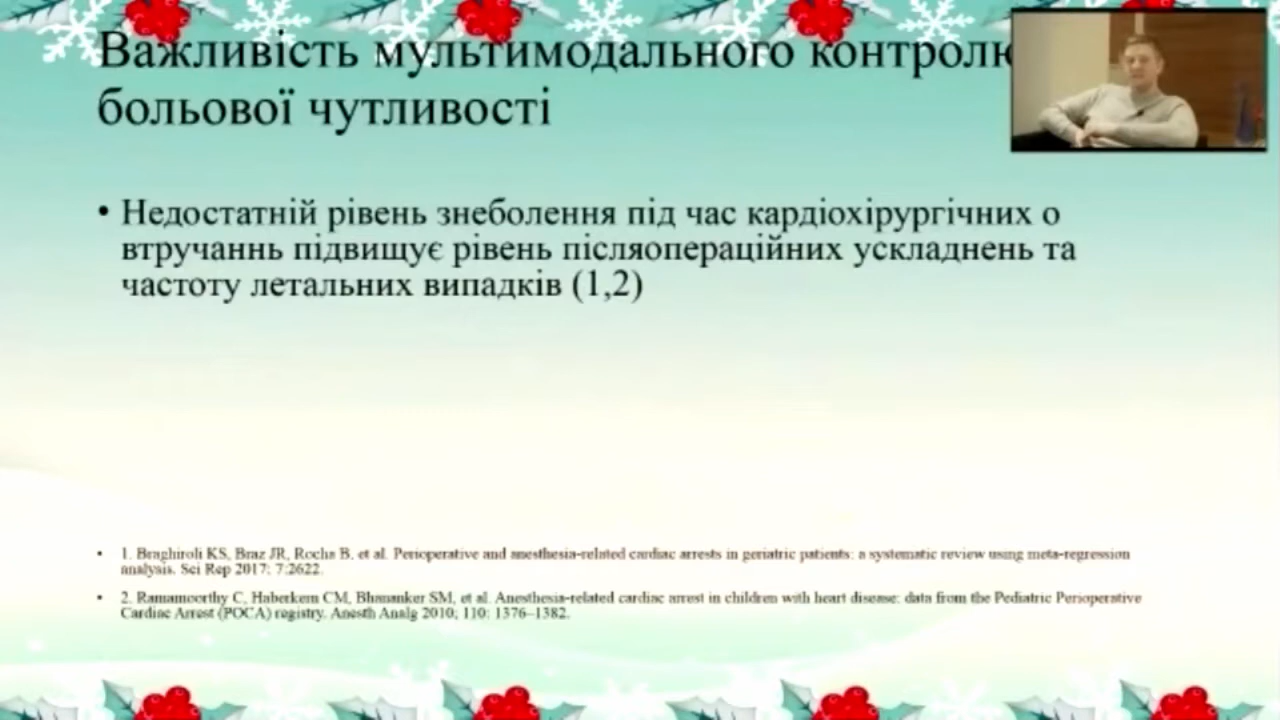 Важливість мультимодального контролю
больової чутливості
• Недостатній рівень знеболення під час кардіохірургічних о
втручаннь підвищує рівень післяопераційних ускладнень та
частоту летальних випадків (1,2)
• 1. Braghiroli KS, Braz JR, Rocha B, et al. Perioperative and anesthesia-related cardiac arrests in geriatric patients: a systematic review using meta-regression
analysis. Sci Rep 2017; 7:2622.
• 2. Ramamoorthy C, Haberkern CM, Bhananker SM, et al. Anesthesia-related cardiac arrest in children with heart disease: data from the Pediatric Perioperative
Cardiac Arrest (POCA) registry. Anesth Analg 2010; 110: 1376–1382.